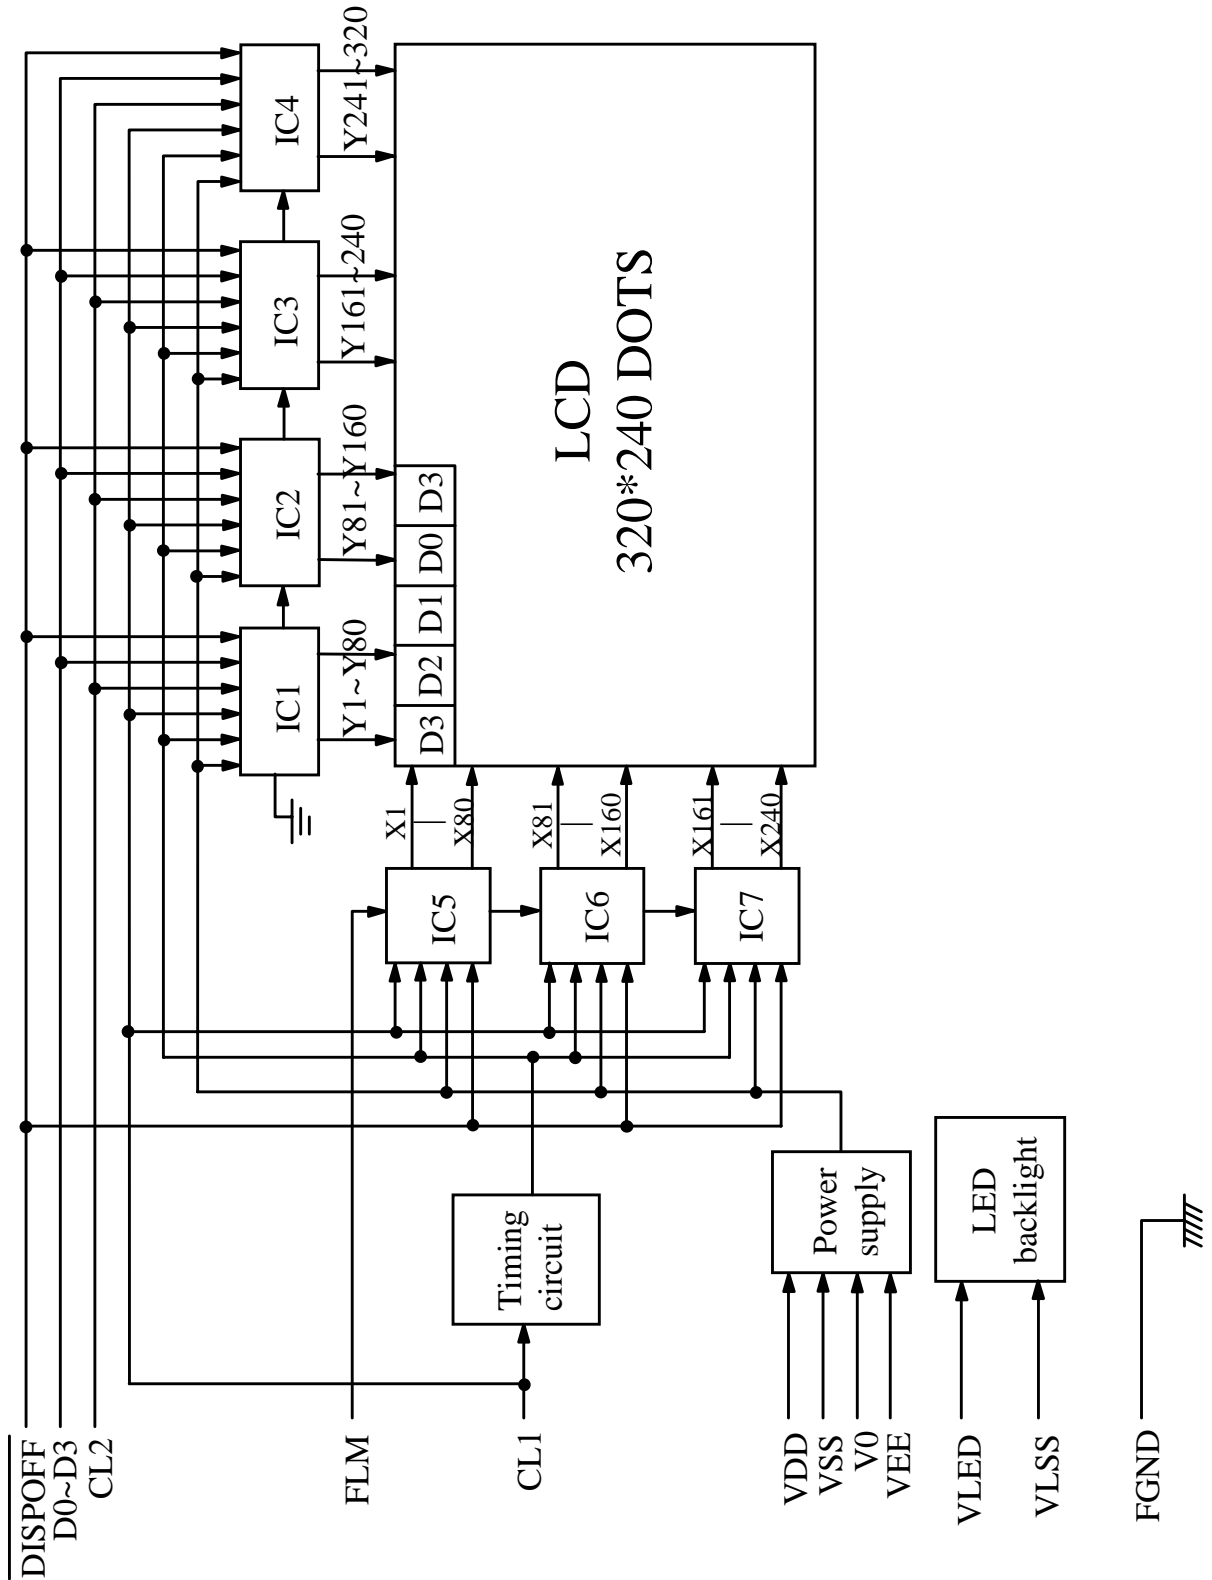 DISPOFF
D0~D3
CL2
FLM
CL1
VDD
VSS
V0
VEE
VLED
VLSS
FGND
Timing
circuit
Power
supply
LED
backlight
IC5
IC6
IC7
X1
X80
X81
X160
X161
X240
IC1
IC2
IC3
IC4
Y1~Y80
Y81~Y160
Y161~240
Y241~320
D3
D2
D1
D0
D3
LCD
320*240 DOTS